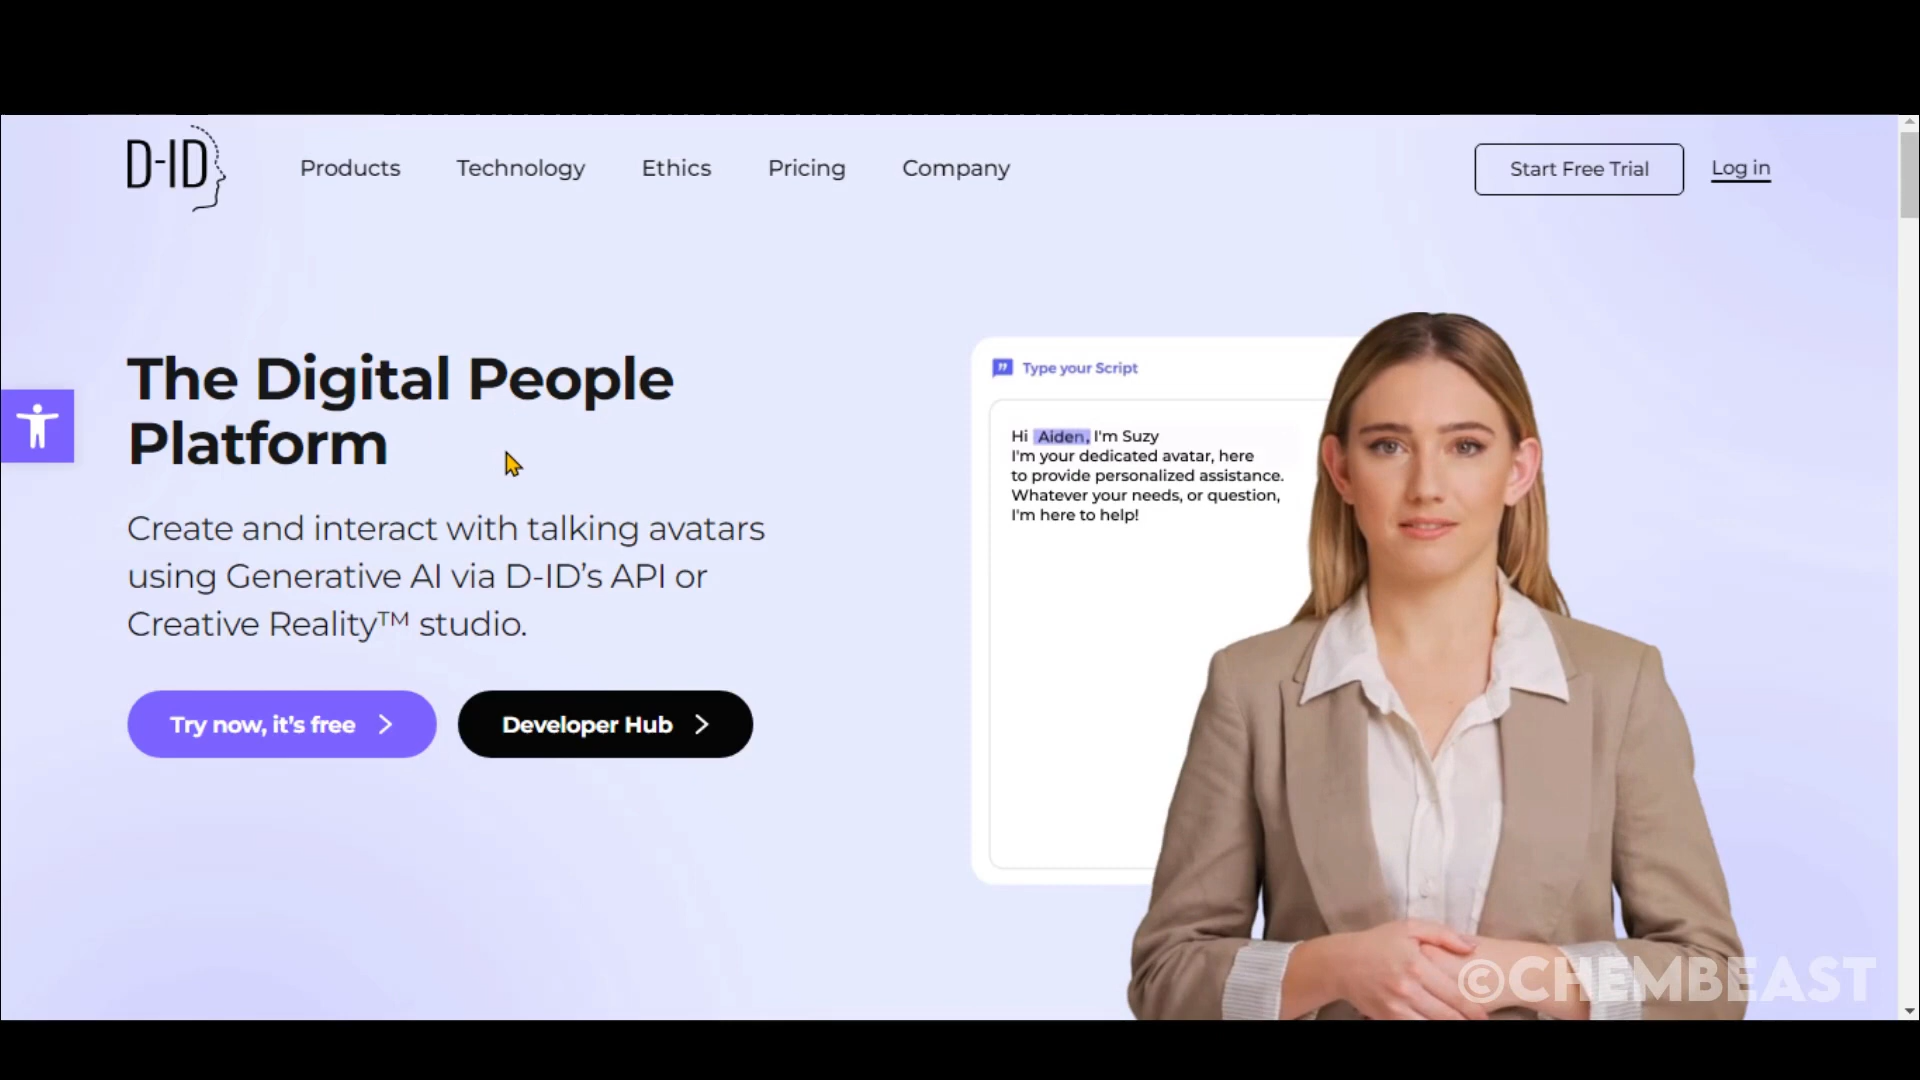 D-ID
Products Technology Ethics Pricing Company Start Free Trial Log in
The Digital People
Platform
Create and interact with talking avatars
using Generative AI via D-ID’s API or
Creative Reality™ studio.
Try now, it’s free
Developer Hub
Type your Script
Hi Aiden, I'm Suzy
I'm your dedicated avatar, here
to provide personalized assistance.
Whatever your needs, or question,
I'm here to help!
©CHEMBEAST